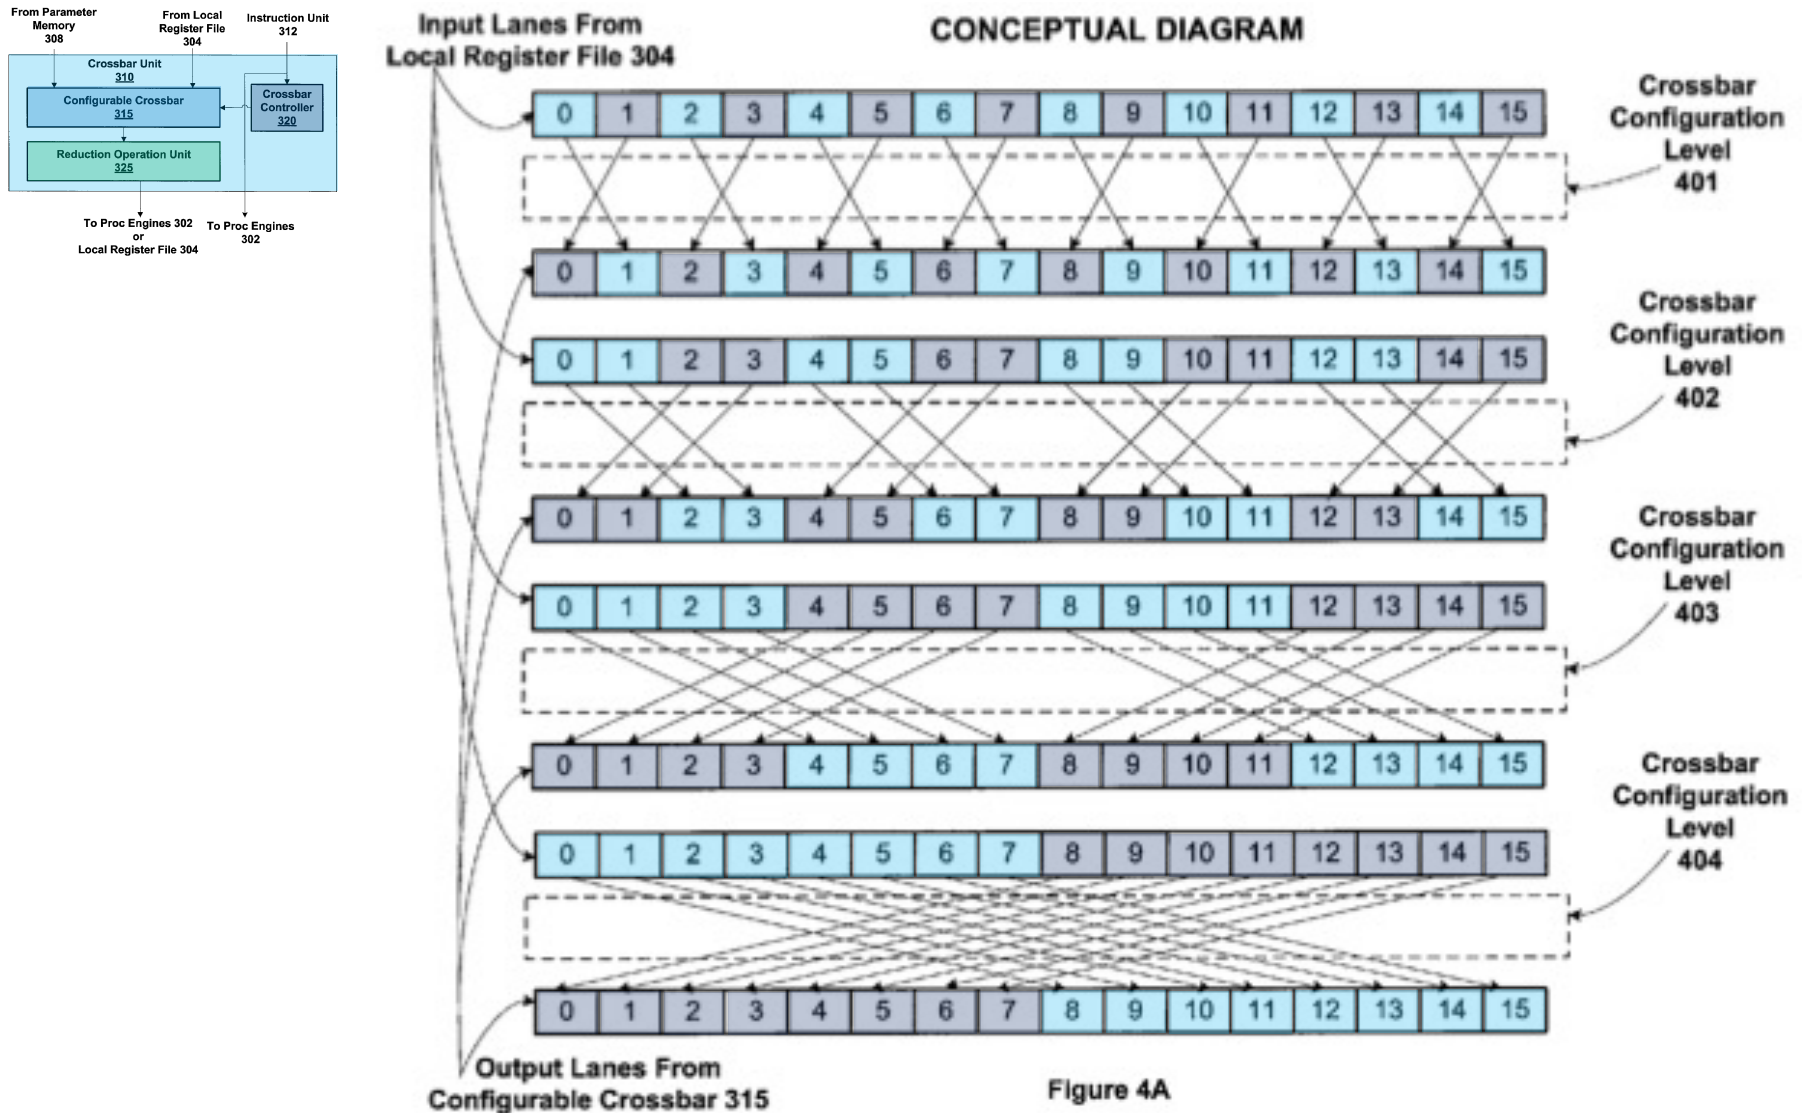 From Parameter
Memory
308
From Local
Register File
304
Instruction Unit
312
Crossbar Unit
310
Configurable Crossbar
315
Crossbar
Controller
320
Reduction Operation Unit
325
To Proc Engines 302
or
Local Register File 304
To Proc Engines
302
CONCEPTUAL DIAGRAM
Input Lanes From
Local Register File 304
0 1 2 3 4 5 6 7 8 9 10 11 12 13 14 15
Crossbar
Configuration
Level
401
0 1 2 3 4 5 6 7 8 9 10 11 12 13 14 15
0 1 2 3 4 5 6 7 8 9 10 11 12 13 14 15
Crossbar
Configuration
Level
402
0 1 2 3 4 5 6 7 8 9 10 11 12 13 14 15
0 1 2 3 4 5 6 7 8 9 10 11 12 13 14 15
Crossbar
Configuration
Level
403
0 1 2 3 4 5 6 7 8 9 10 11 12 13 14 15
0 1 2 3 4 5 6 7 8 9 10 11 12 13 14 15
Crossbar
Configuration
Level
404
0 1 2 3 4 5 6 7 8 9 10 11 12 13 14 15
Output Lanes From
Configurable Crossbar 315
Figure 4A